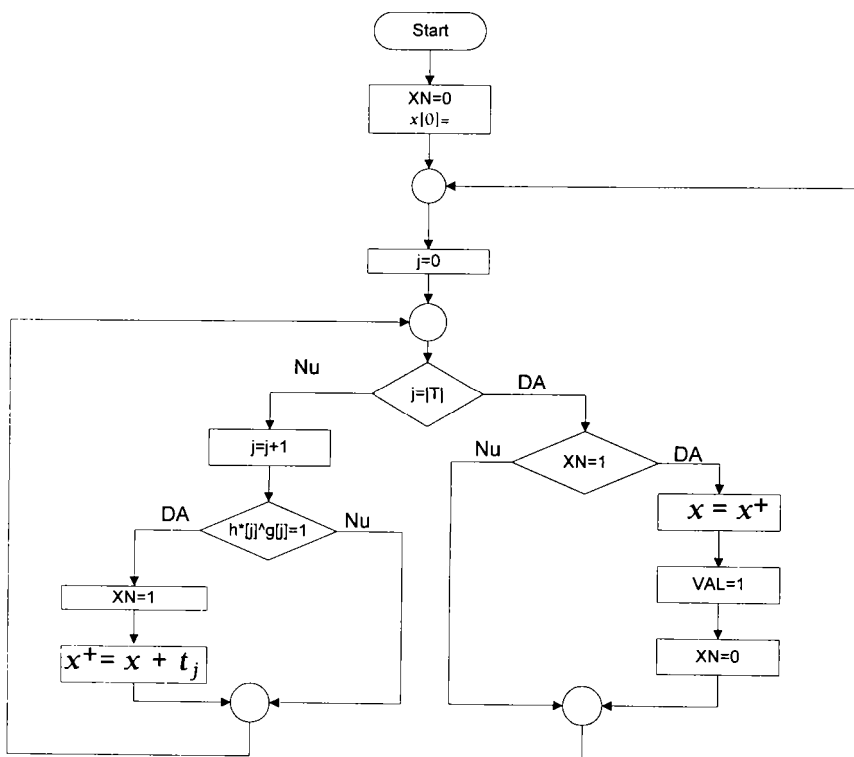 Start
XN=0
x[0]=
j=0
Nu
j=|T|
DA
j=j+1
Nu
XN=1
DA
DA
h*[j]^g[j]=1
Nu
x = x+
XN=1
VAL=1
x+ = x + tj
XN=0